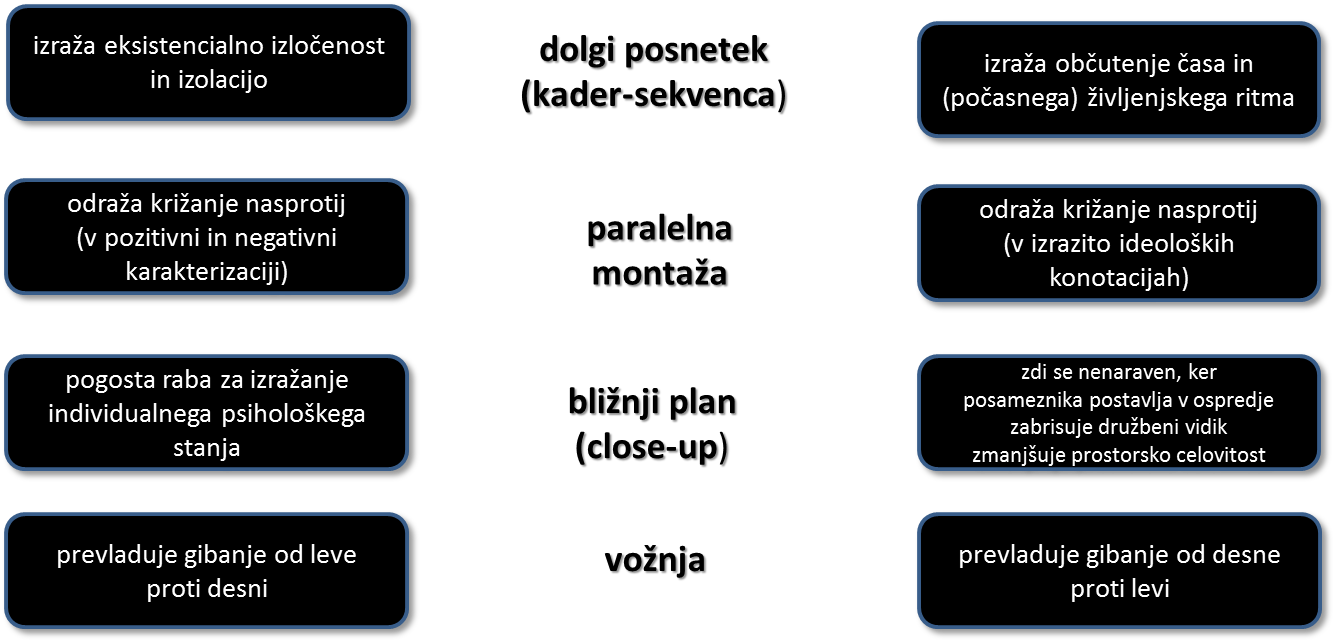 izraža eksistencialno izločenost
in izolacijo
dolgi posnetek
(kader-sekvenca)
izraža občutenje časa in
(počasnega) življenjskega ritma
odraža križanje nasprotij
(v pozitivni in negativni
karakterizaciji)
paralelna
montaža
odraža križanje nasprotij
(v izrazito ideoloških
konotacijah)
pogosta raba za izražanje
individualnega psihološkega
stanja
bližnji plan
(close-up)
zdi se nenaraven, ker
posameznika postavlja v ospredje
zabrisuje družbeni vidik
zmanjšuje prostorsko celovitost
prevladuje gibanje od leve
proti desni
vožnja
prevladuje gibanje od desne
proti levi